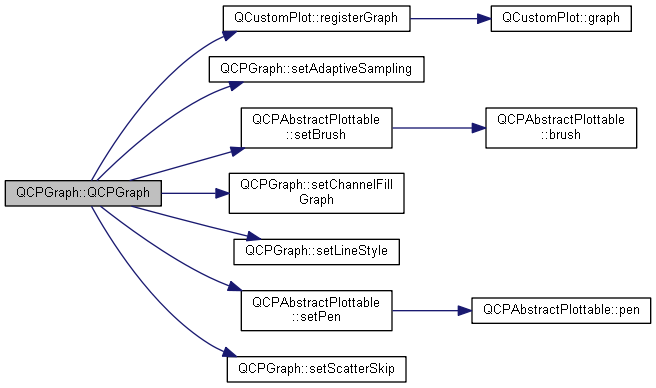 QCustomPlot::registerGraph
QCustomPlot::graph
QCPGraph::setAdaptiveSampling
QCPAbstractPlottable
::setBrush
QCPAbstractPlottable
::brush
QCPGraph::QCPGraph
QCPGraph::setChannelFill
Graph
QCPGraph::setLineStyle
QCPAbstractPlottable
::setPen
QCPAbstractPlottable::pen
QCPGraph::setScatterSkip